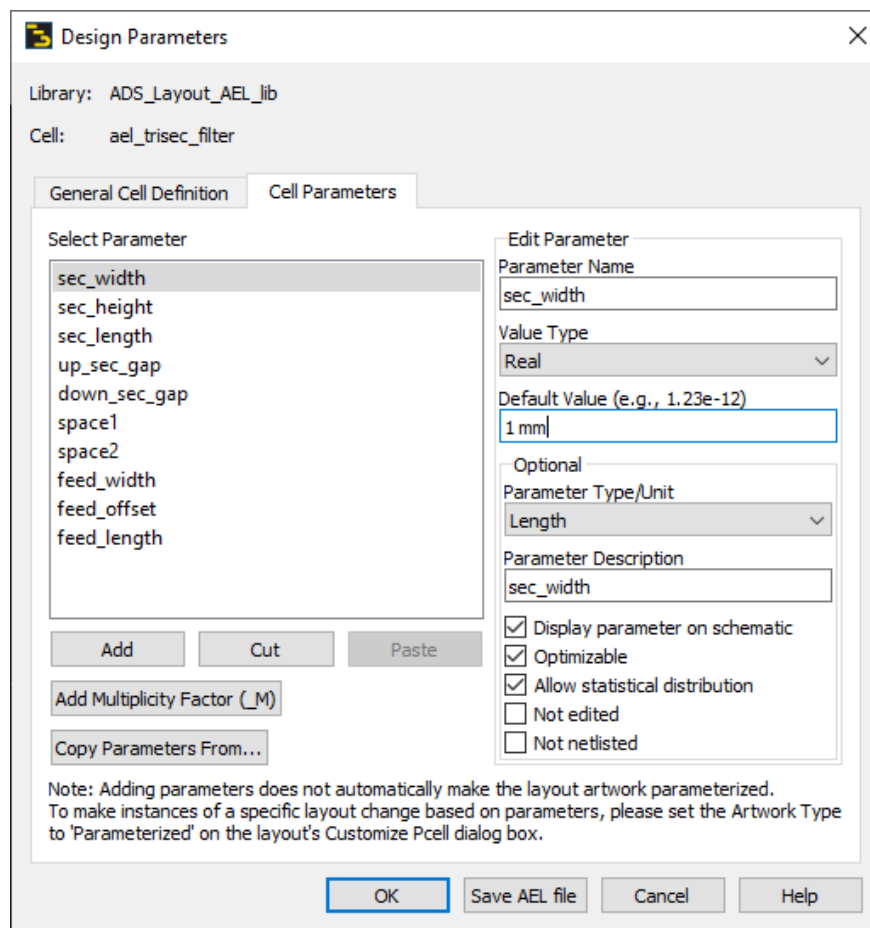 Design Parameters
Library: ADS_Layout_AEL_lib
Cell: ael_trisec_filter
General Cell Definition
Cell Parameters
Select Parameter
sec_width
sec_height
sec_length
up_sec_gap
down_sec_gap
space1
space2
feed_width
feed_offset
feed_length
Add
Cut
Paste
Add Multiplicity Factor (_M)
Copy Parameters From...
Edit Parameter
Parameter Name
sec_width
Value Type
Real
Default Value (e.g., 1.23e-12)
1 mm
Optional
Parameter Type/Unit
Length
Parameter Description
sec_width
Display parameter on schematic
Optimizable
Allow statistical distribution
Not edited
Not netlisted
Note: Adding parameters does not automatically make the layout artwork parameterized.
To make instances of a specific layout change based on parameters, please set the Artwork Type
to 'Parameterized' on the layout's Customize Pcell dialog box.
OK
Save AEL file
Cancel
Help